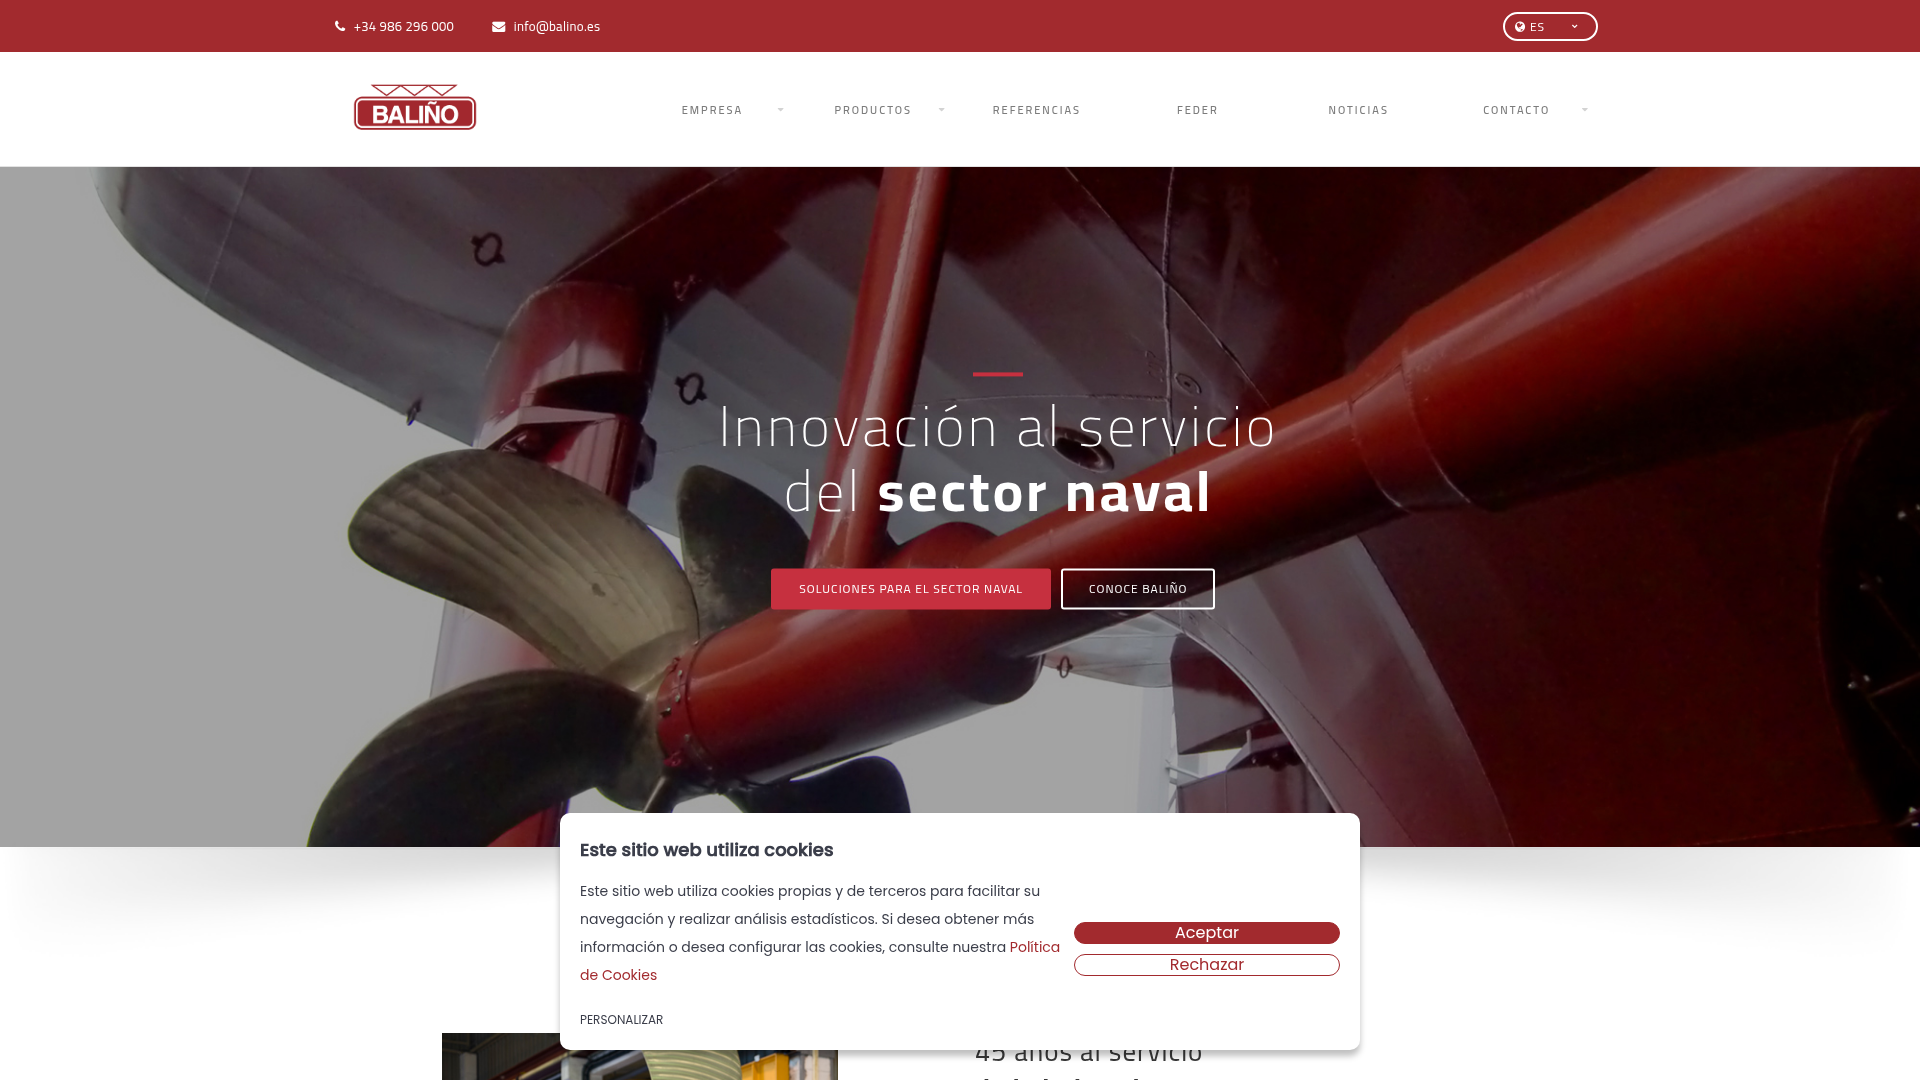 +34 986 296 000
info@balino.es
ES
BALIÑO
EMPRESA
PRODUCTOS
REFERENCIAS
FEDER
NOTICIAS
CONTACTO
Innovación al servicio
del sector naval
SOLUCIONES PARA EL SECTOR NAVAL
CONOCE BALIÑO
Este sitio web utiliza cookies
Este sitio web utiliza cookies propias y de terceros para facilitar su
navegación y realizar análisis estadísticos. Si desea obtener más
información o desea configurar las cookies, consulte nuestra Política
de Cookies
Aceptar
Rechazar
PERSONALIZAR
45 años al servicio